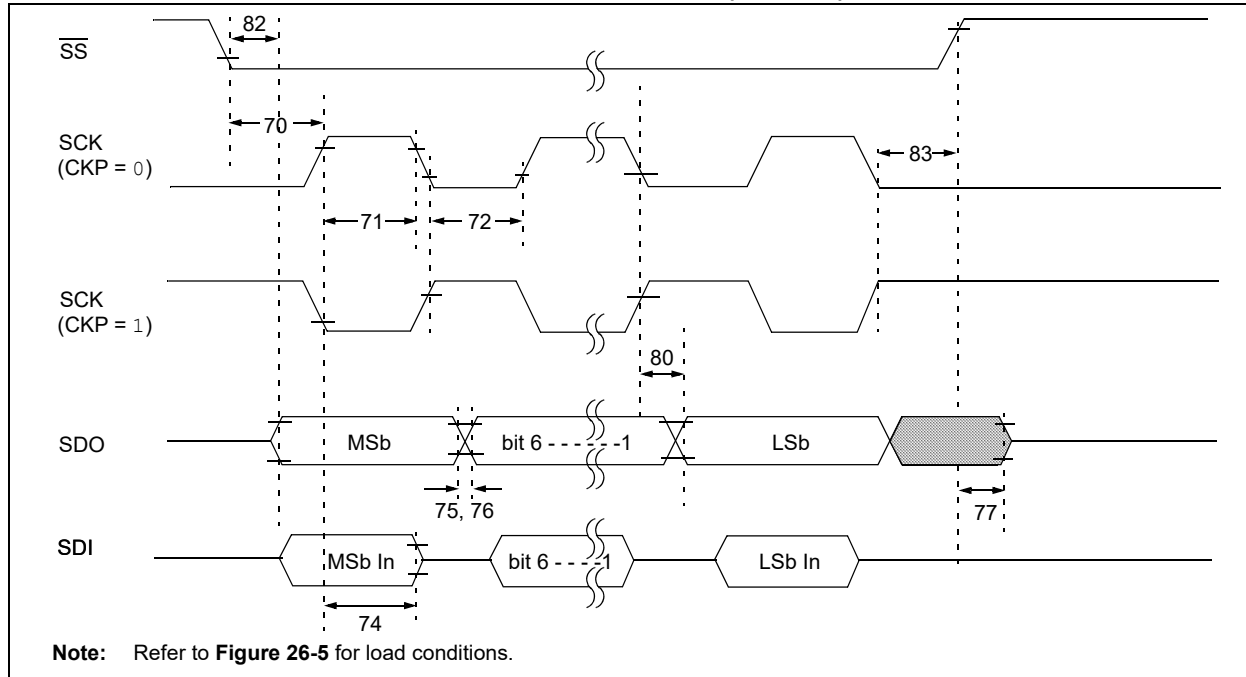 82
SS
70
SCK
(CKP = 0)
83
71
72
SCK
(CKP = 1)
80
SDO
MSb
bit 6 - - - - - -1
LSb
75, 76
77
SDI
MSb In
bit 6 - - - -1
LSb In
74
Note: Refer to Figure 26-5 for load conditions.